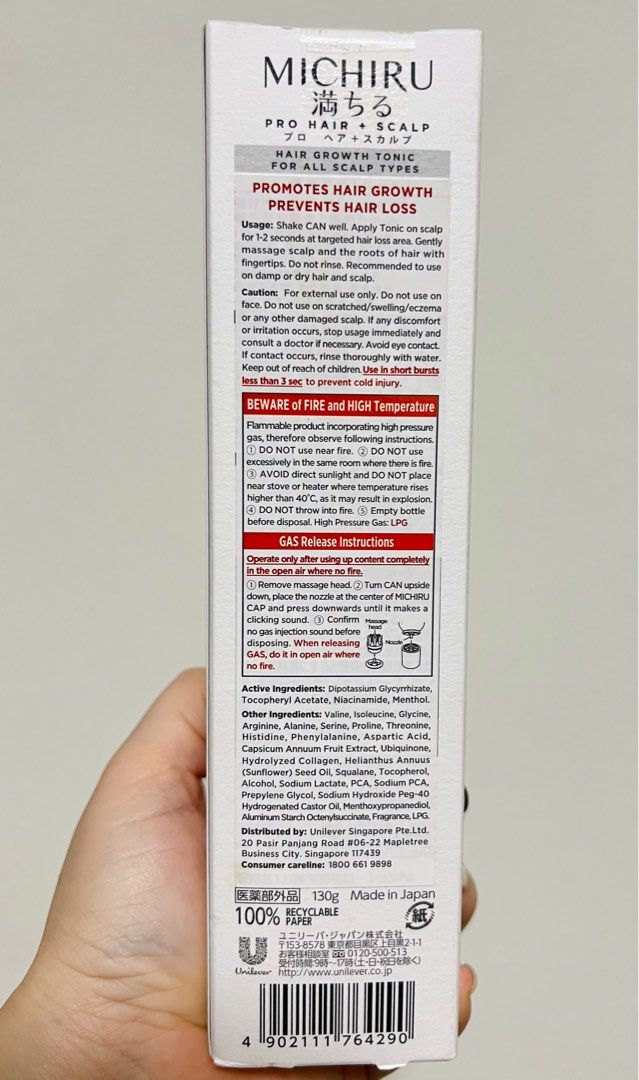 MICHIRU
満ちる
PRO HAIR + SCALP
プロ ヘア+スカルプ
HAIR GROWTH TONIC
FOR ALL SCALP TYPES
PROMOTES HAIR GROWTH
PREVENTS HAIR LOSS
Usage: Shake CAN well. Apply Tonic on scalp
for 1-2 seconds at targeted hair loss area. Gently
massage scalp and the roots of hair with
fingertips. Do not rinse. Recommended to use
on damp or dry hair and scalp.
Caution: For external use only. Do not use on
face. Do not use on scratched/swelling/eczema
or any other damaged scalp. If any discomfort
or irritation occurs, stop usage immediately and
consult a doctor if necessary. Avoid eye contact.
If contact occurs, rinse thoroughly with water.
Keep out of reach of children. Use in short bursts
less than 3 sec to prevent cold injury.
BEWARE of FIRE and HIGH Temperature
Flammable product incorporating high pressure
gas, therefore observe following instructions.
① DO NOT use near fire. ② DO NOT use
excessively in the same room where there is fire.
③ AVOID direct sunlight and DO NOT place
near stove or heater where temperature rises
higher than 40˚C, as it may result in explosion.
④ DO NOT throw into fire. ⑤ Empty bottle
before disposal. High Pressure Gas: LPG
GAS Release Instructions
Operate only after using up content completely
in the open air where no fire.
① Remove massage head. ② Turn CAN upside
down, place the nozzle at the center of MICHIRU
CAP and press downwards until it makes a
clicking sound. ③ Confirm
no gas injection sound before
disposing. When releasing
GAS, do it in open air where
no fire.
Massage
head
Nozzle
Active Ingredients: Dipotassium Glycyrrhizate,
Tocopheryl Acetate, Niacinamide, Menthol.
Other Ingredients: Valine, Isoleucine, Glycine,
Arginine, Alanine, Serine, Proline, Threonine,
Histidine, Phenylalanine, Aspartic Acid,
Capsicum Annuum Fruit Extract, Ubiquinone,
Hydrolyzed Collagen, Helianthus Annuus
(Sunflower) Seed Oil, Squalane, Tocopherol,
Alcohol, Sodium Lactate, PCA, Sodium PCA,
Prepylene Glycol, Sodium Hydroxide Peg-40
Hydrogenated Castor Oil, Menthoxypropanediol,
Aluminum Starch Octenylsuccinate, Fragrance, LPG.
Distributed by: Unilever Singapore Pte.Ltd.
20 Pasir Panjang Road #06-22 Mapletree
Business City. Singapore 117439
Consumer careline: 1800 661 9898
医薬部外品 130g Made in Japan
100% RECYCLABLE
PAPER
紙
ユニリーバ・ジャパン株式会社
〒153-8578 東京都目黒区上目黒2-1-1
お客様相談室 0120-500-513
受付時間:9時～17時(土・日・祝日を除く)
Unilever http://www.unilever.co.jp
4 902111 764290